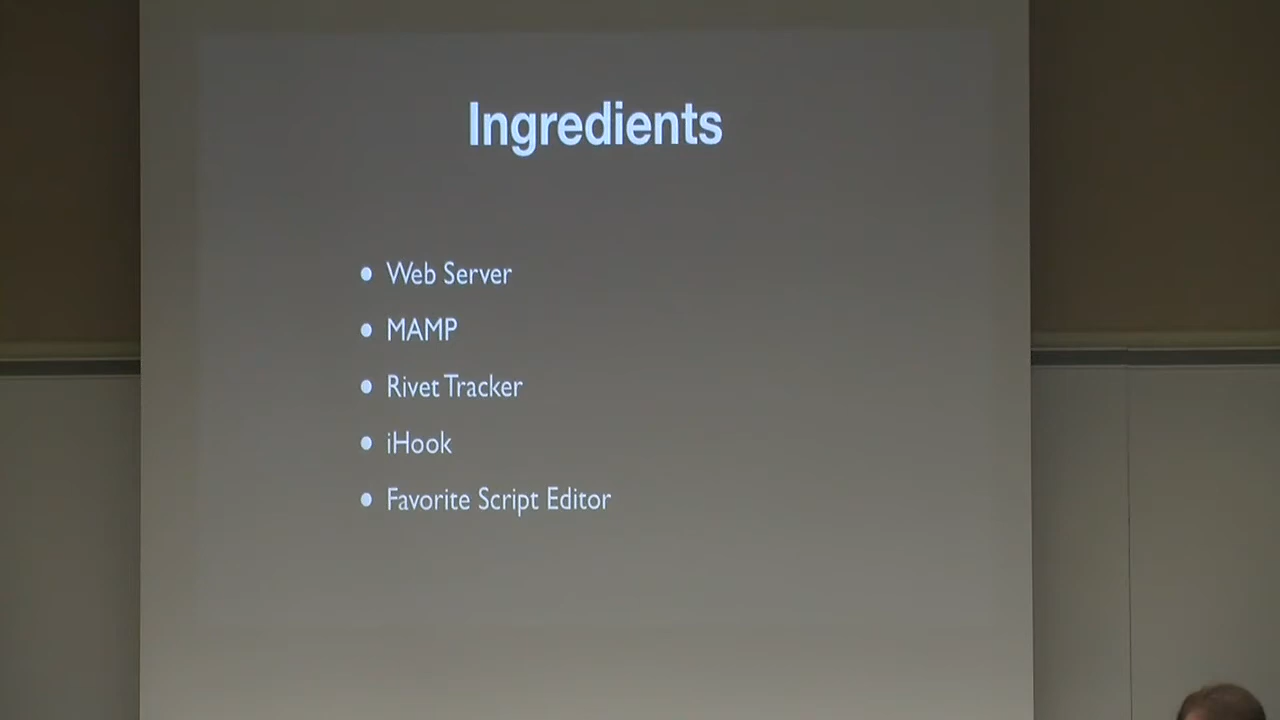 Ingredients
• Web Server
• MAMP
• Rivet Tracker
• iHook
• Favorite Script Editor